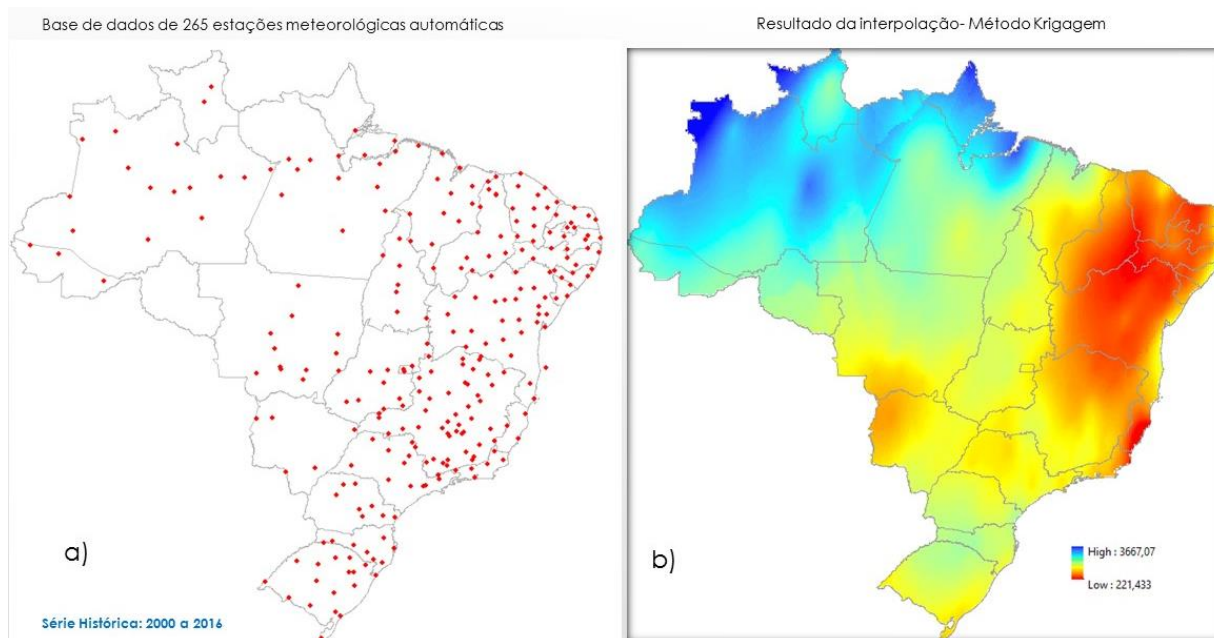 Base de dados de 265 estações meteorológicas automáticas
Resultado da interpolação- Método Krigagem
a)
Série Histórica: 2000 a 2016
b)
High : 3667,07
Low : 221,433